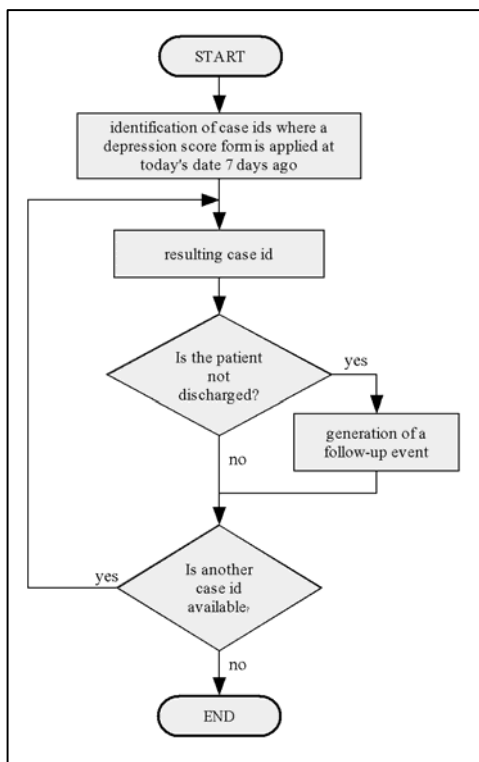 START
identification of case ids where a
depression score form is applied at
today's date 7 days ago
resulting case id
Is the patient
not
discharged?
yes
generation of a
follow-up event
no
Is another
case id
available?
yes
no
END